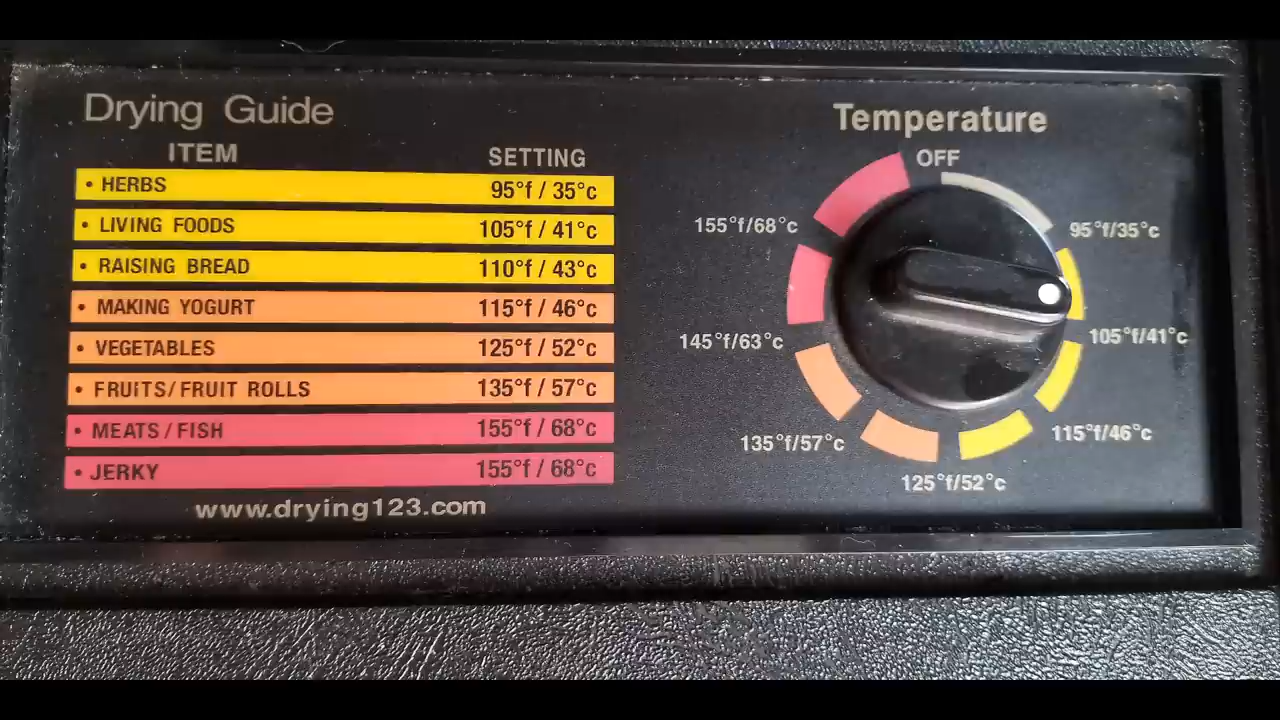 Drying Guide
ITEM SETTING
• HERBS 95°f / 35°c
• LIVING FOODS 105°f / 41°c
• RAISING BREAD 110°f / 43°c
• MAKING YOGURT 115°f / 46°c
• VEGETABLES 125°f / 52°c
• FRUITS/FRUIT ROLLS 135°f / 57°c
• MEATS/FISH 155°f / 68°c
• JERKY 155°f / 68°c
www.drying123.com
Temperature
OFF
95°f/35°c
105°f/41°c
115°f/46°c
125°f/52°c
135°f/57°c
145°f/63°c
155°f/68°c